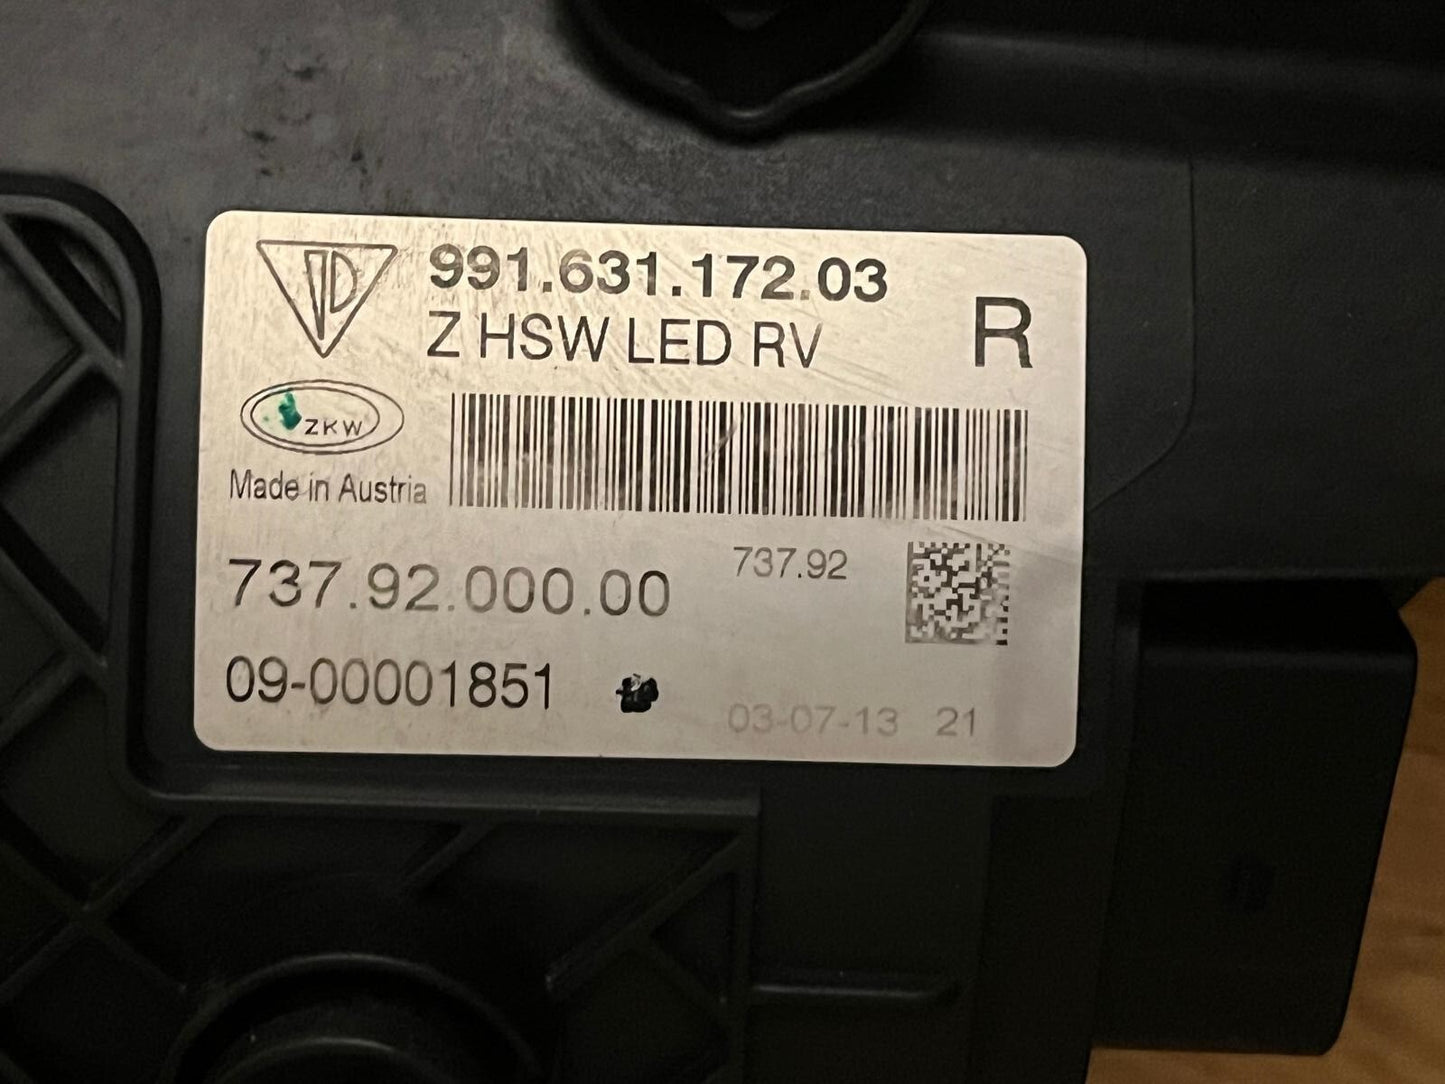 991.631.172.03
Z HSW LED RV
R
ZKW
Made in Austria
737.92.000.00
737.92
09-00001851
03-07-13 21